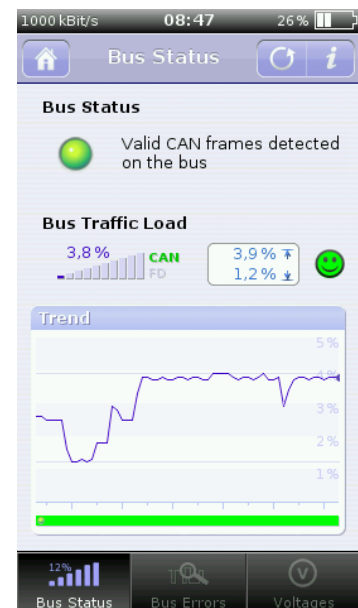 1000 kBit/s 08:47 26%
Bus Status
Bus Status
Valid CAN frames detected
on the bus
Bus Traffic Load
3,8% CAN 3,9%
FD 1,2%
Trend
5%
4%
3%
2%
1%
12%
Bus Status Bus Errors Voltages